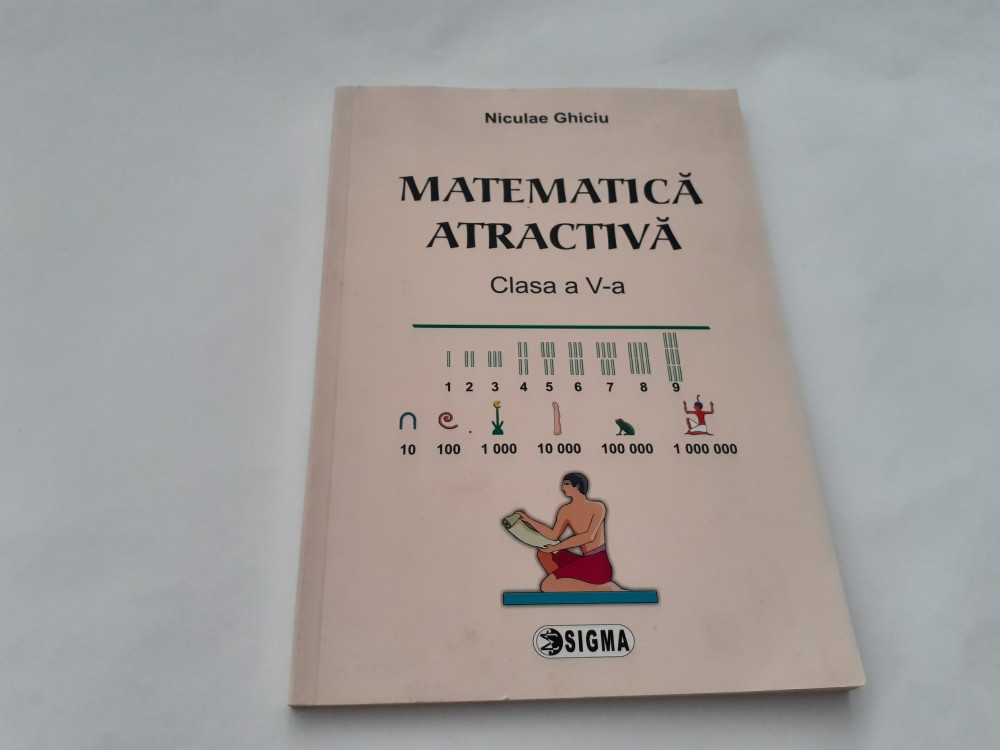 Niculae Ghiciu
MATEMATICĂ
ATRACTIVĂ
Clasa a V-a
1 2 3 4 5 6 7 8 9
10 100 1 000 10 000 100 000 1 000 000
SIGMA